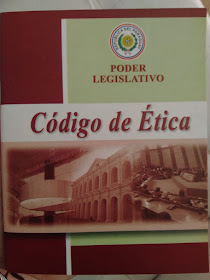 PODER
LEGISLATIVO
Código de Ética